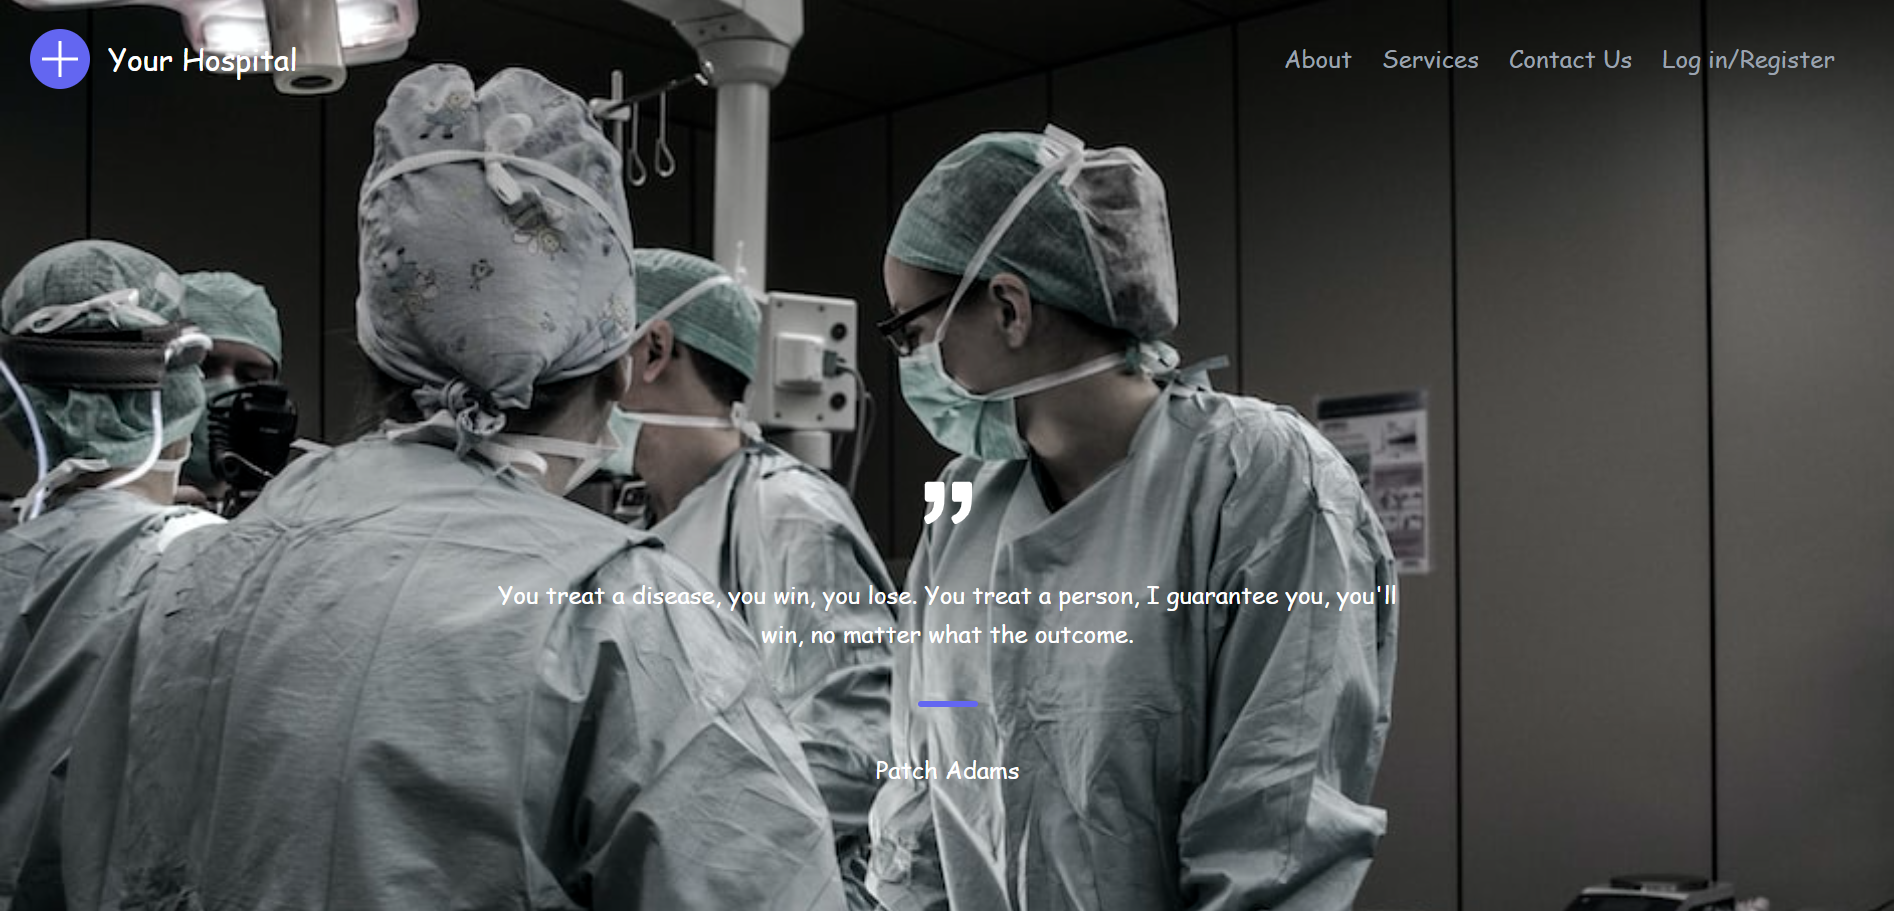 Your Hospital
About Services Contact Us Log in/Register
”
You treat a disease, you win, you lose. You treat a person, I guarantee you, you'll
win, no matter what the outcome.
Patch Adams